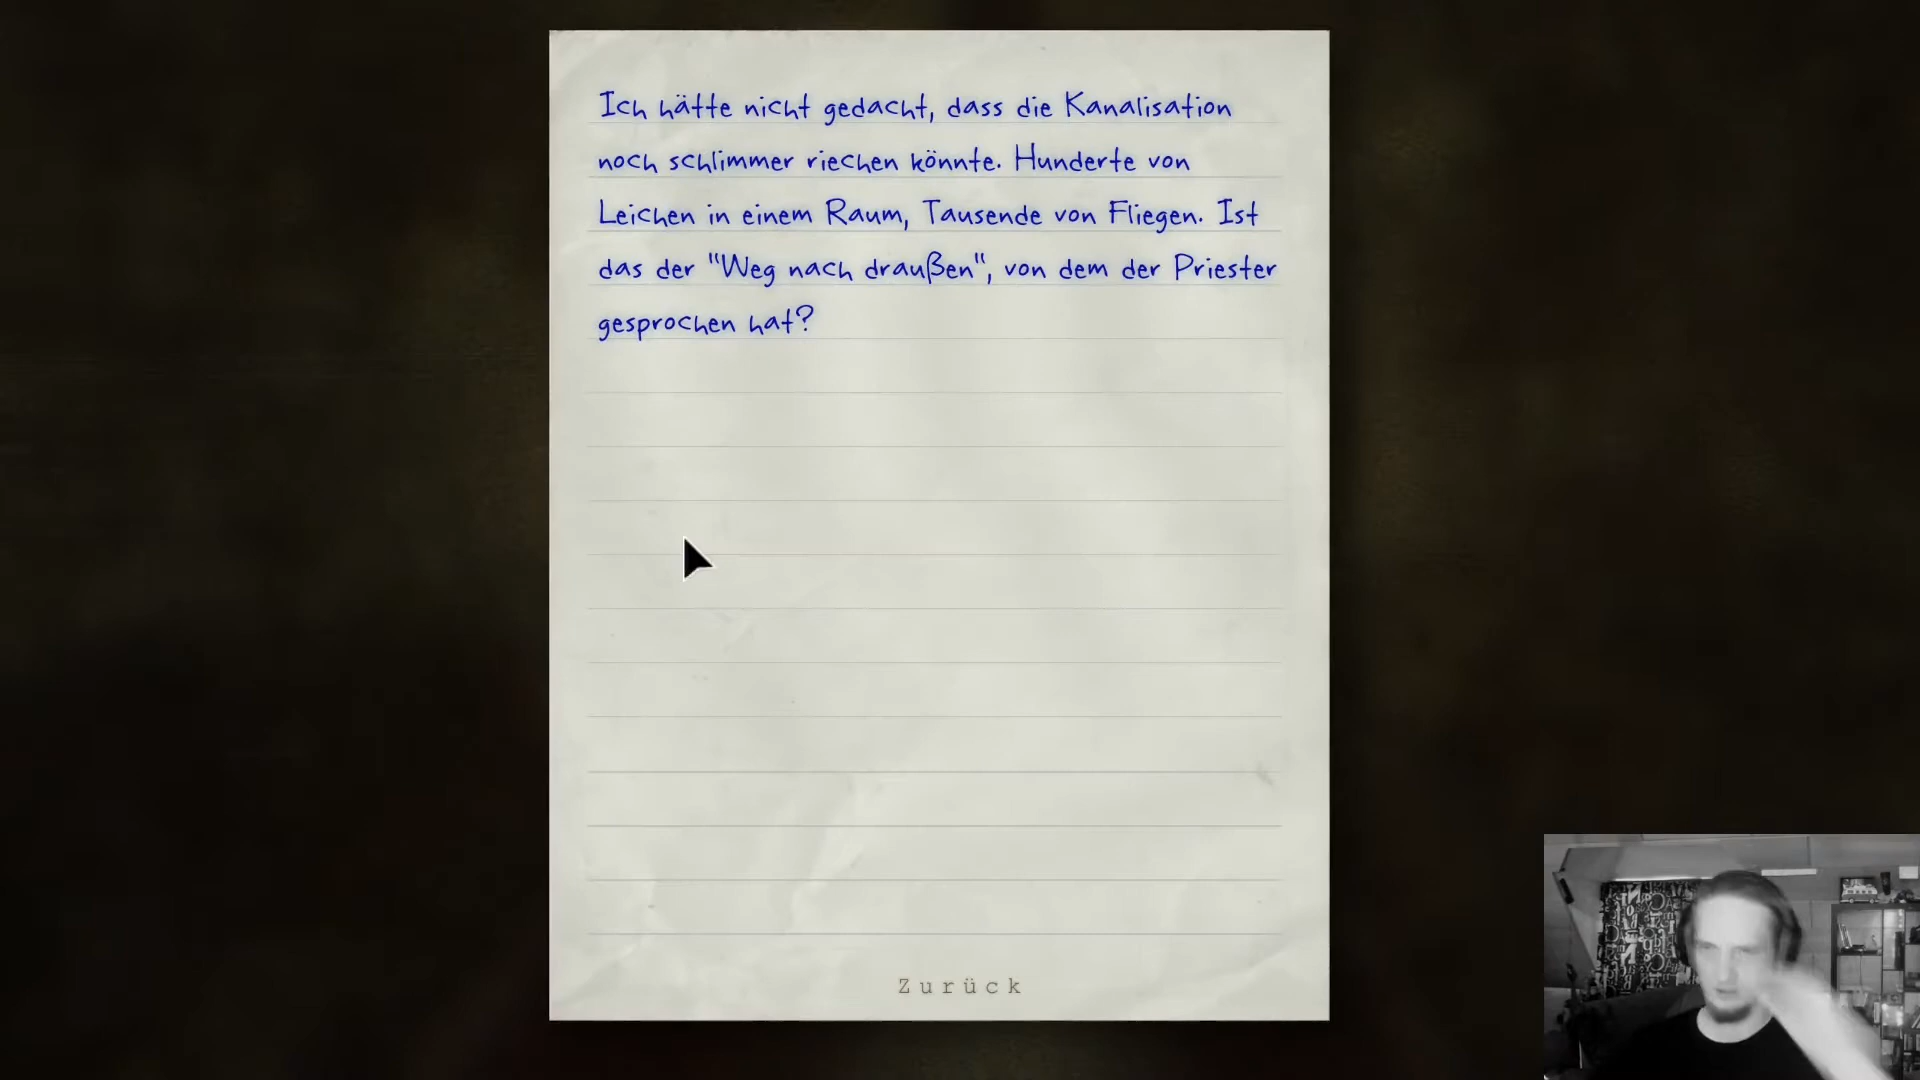 Ich hätte nicht gedacht, dass die Kanalisation
noch schlimmer riechen könnte. Hunderte von
Leichen in einem Raum, Tausende von Fliegen. Ist
das der "Weg nach draußen", von dem der Priester
gesprochen hat?
Zurück